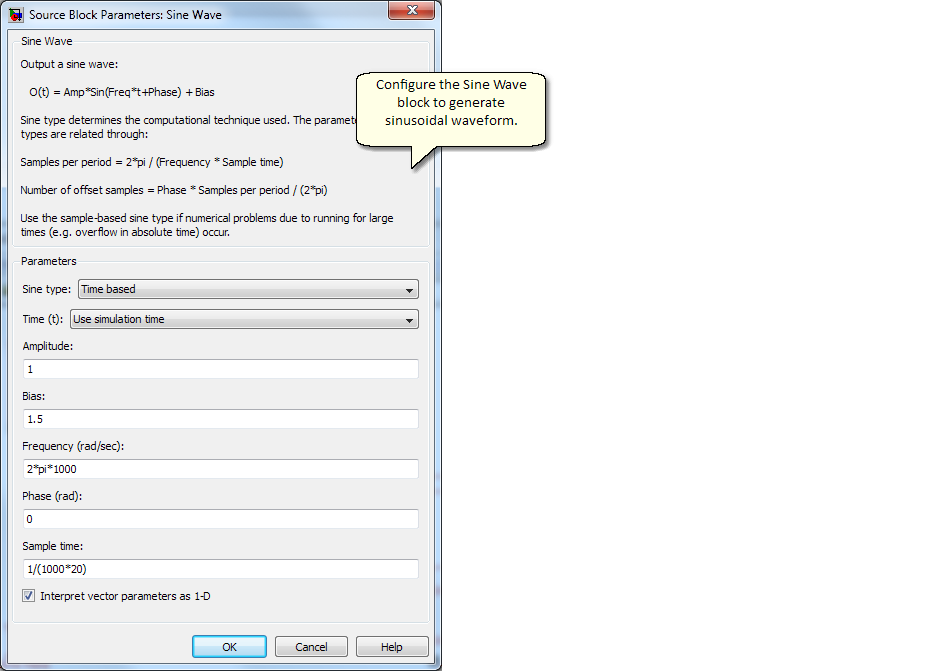 Source Block Parameters: Sine Wave
Sine Wave
Output a sine wave:
O(t) = Amp*Sin(Freq*t+Phase) + Bias
Configure the Sine Wave
block to generate
sinusoidal waveform.
Sine type determines the computational technique used. The
types are related through:
Samples per period = 2*pi / (Frequency * Sample time)
Number of offset samples = Phase * Samples per period / (2*pi)
Use the sample-based sine type if numerical problems due to running for large
times (e.g. overflow in absolute time) occur.
Parameters
Sine type: Time based
Time (t): Use simulation time
Amplitude:
1
Bias:
1.5
Frequency (rad/sec):
2*pi*1000
Phase (rad):
0
Sample time:
1/(1000*20)
Interpret vector parameters as 1-D
OK Cancel Help